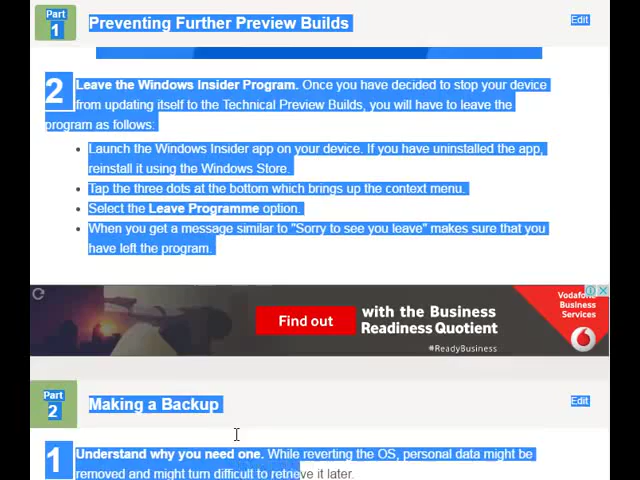 Part
1
Preventing Further Preview Builds
Edit
2
Leave the Windows Insider Program. Once you have decided to stop your device
from updating itself to the Technical Preview Builds, you will have to leave the
program as follows:
Launch the Windows Insider app on your device. If you have uninstalled the app,
reinstall it using the Windows Store.
Tap the three dots at the bottom which brings up the context menu.
Select the Leave Programme option.
When you get a message similar to "Sorry to see you leave" makes sure that you
have left the program.
Find out
with the Business
Readiness Quotient
#ReadyBusiness
Vodafone
Business
Services
Part
2
Making a Backup
Edit
1
Understand why you need one. While reverting the OS, personal data might be
removed and might turn difficult to retrieve it later.